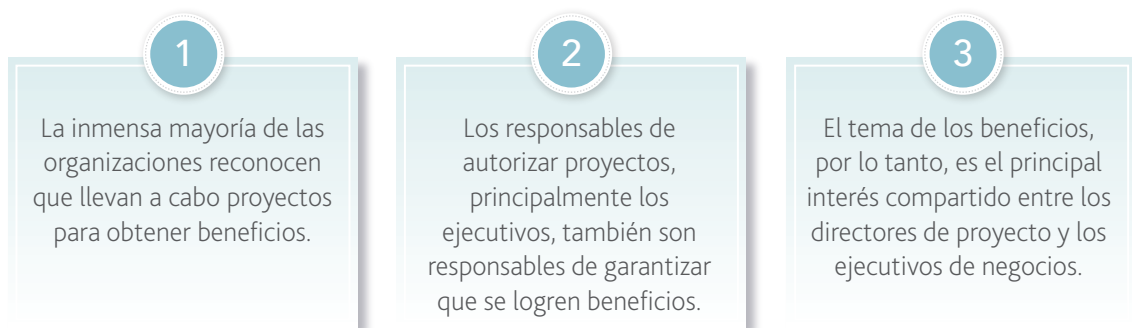 1
La inmensa mayoría de las
organizaciones reconocen
que llevan a cabo proyectos
para obtener beneficios.
2
Los responsables de
autorizar proyectos,
principalmente los
ejecutivos, también son
responsables de garantizar
que se logren beneficios.
3
El tema de los beneficios,
por lo tanto, es el principal
interés compartido entre los
directores de proyecto y los
ejecutivos de negocios.